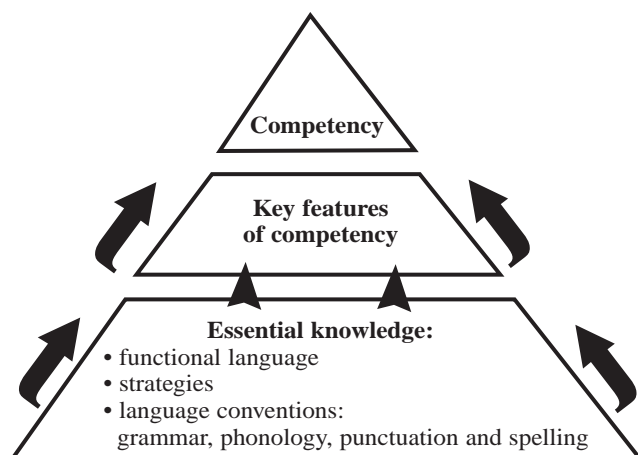 Competency
Key features
of competency
Essential knowledge:
• functional language
• strategies
• language conventions:
grammar, phonology, punctuation and spelling